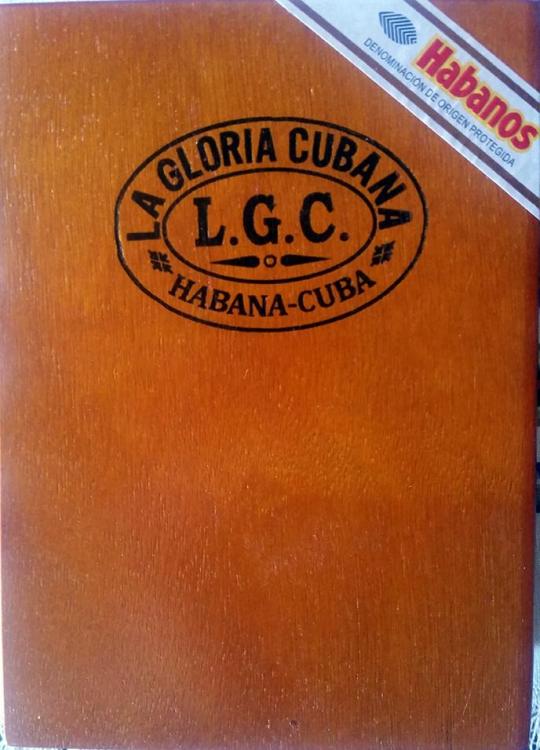 Habanos
DENOMINACIÓN DE ORIGEN PROTEGIDA
LA GLORIA CUBANA
L.G.C.
HABANA-CUBA